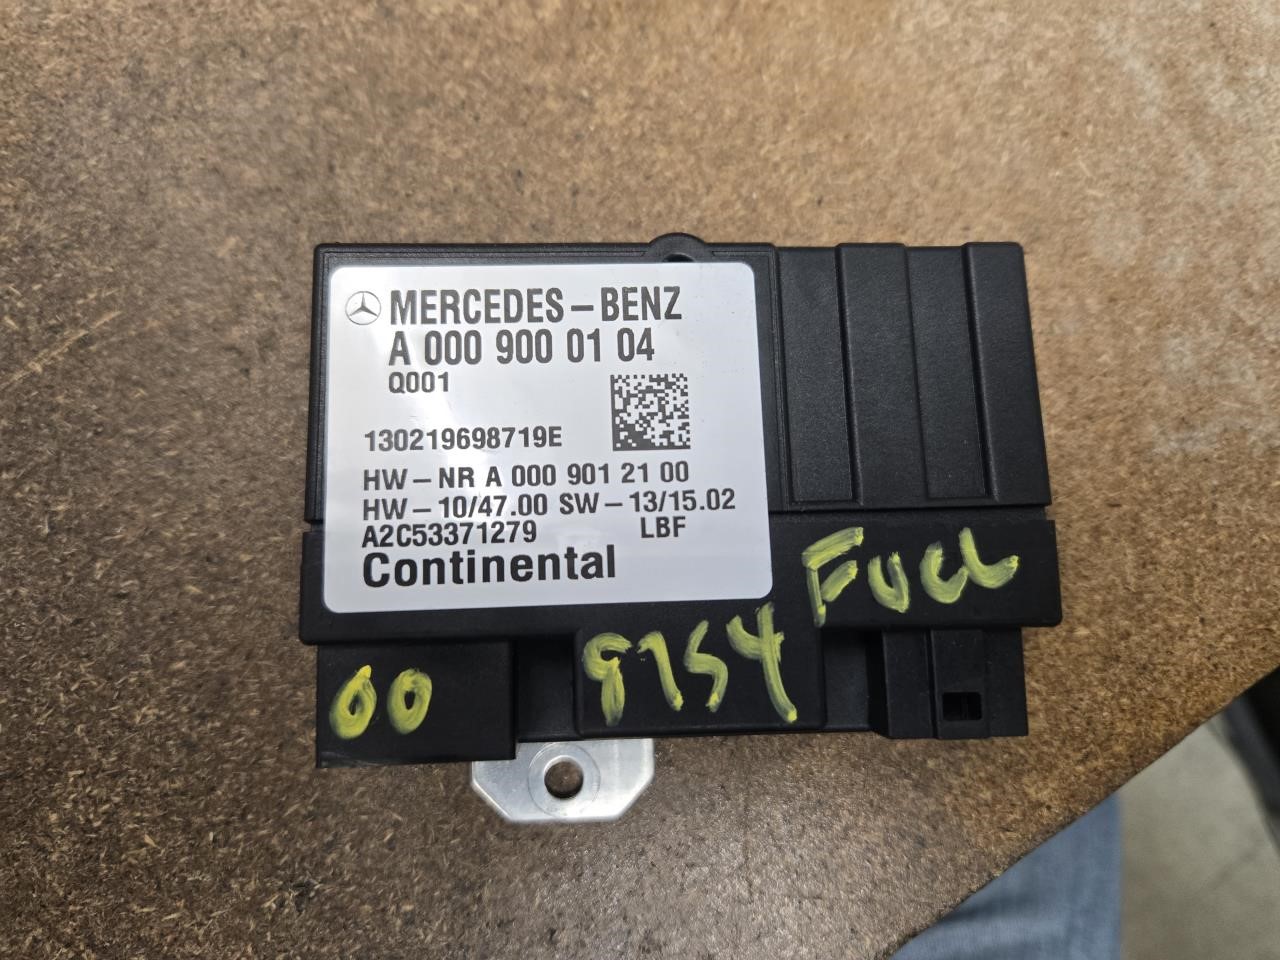 MERCEDES-BENZ
A 000 900 01 04
Q001
130219698719E
HW-NR A 000 901 21 00
HW-10/47.00 SW-13/15.02
A2C53371279 LBF
Continental
FUEL
00 8754